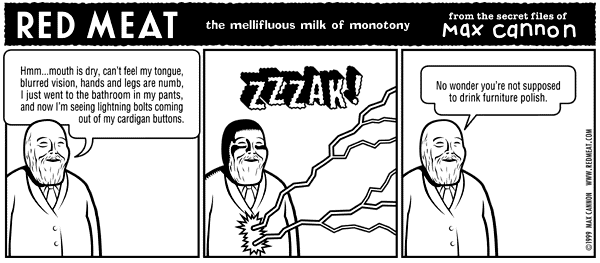 RED MEAT
the mellifluous milk of monotony
from the secret files of
Max cannon
Hmm...mouth is dry, can't feel my tongue,
blurred vision, hands and legs are numb,
I just went to the bathroom in my pants,
and now I'm seeing lightning bolts coming
out of my cardigan buttons.
ZZZAK!
No wonder you're not supposed
to drink furniture polish.
©1999 MAX CANNON WWW.REDMEAT.COM